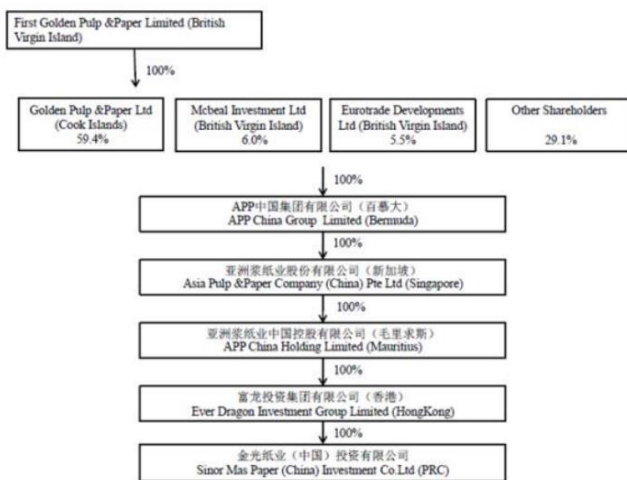 First Golden Pulp &Paper Limited (British
Virgin Island)
100%
Golden Pulp &Paper Ltd
(Cook Islands)
59.4%
Mcbeal Investment Ltd
(British Virgin Island)
6.0%
Eurotrade Developments
Ltd (British Virgin Island)
5.5%
Other Shareholders
29.1%
100%
APP中国集团有限公司（百慕大）
APP China Group Limited (Bermuda)
100%
亚洲浆纸业股份有限公司（新加坡）
Asia Pulp &Paper Company (China) Pte Ltd (Singapore)
100%
亚洲浆纸业中国控股有限公司（毛里求斯）
APP China Holding Limited (Mauritius)
100%
富龙投资集团有限公司（香港）
Ever Dragon Investment Group Limited (HongKong)
100%
金光纸业（中国）投资有限公司
Sinor Mas Paper (China) Investment Co.Ltd (PRC)